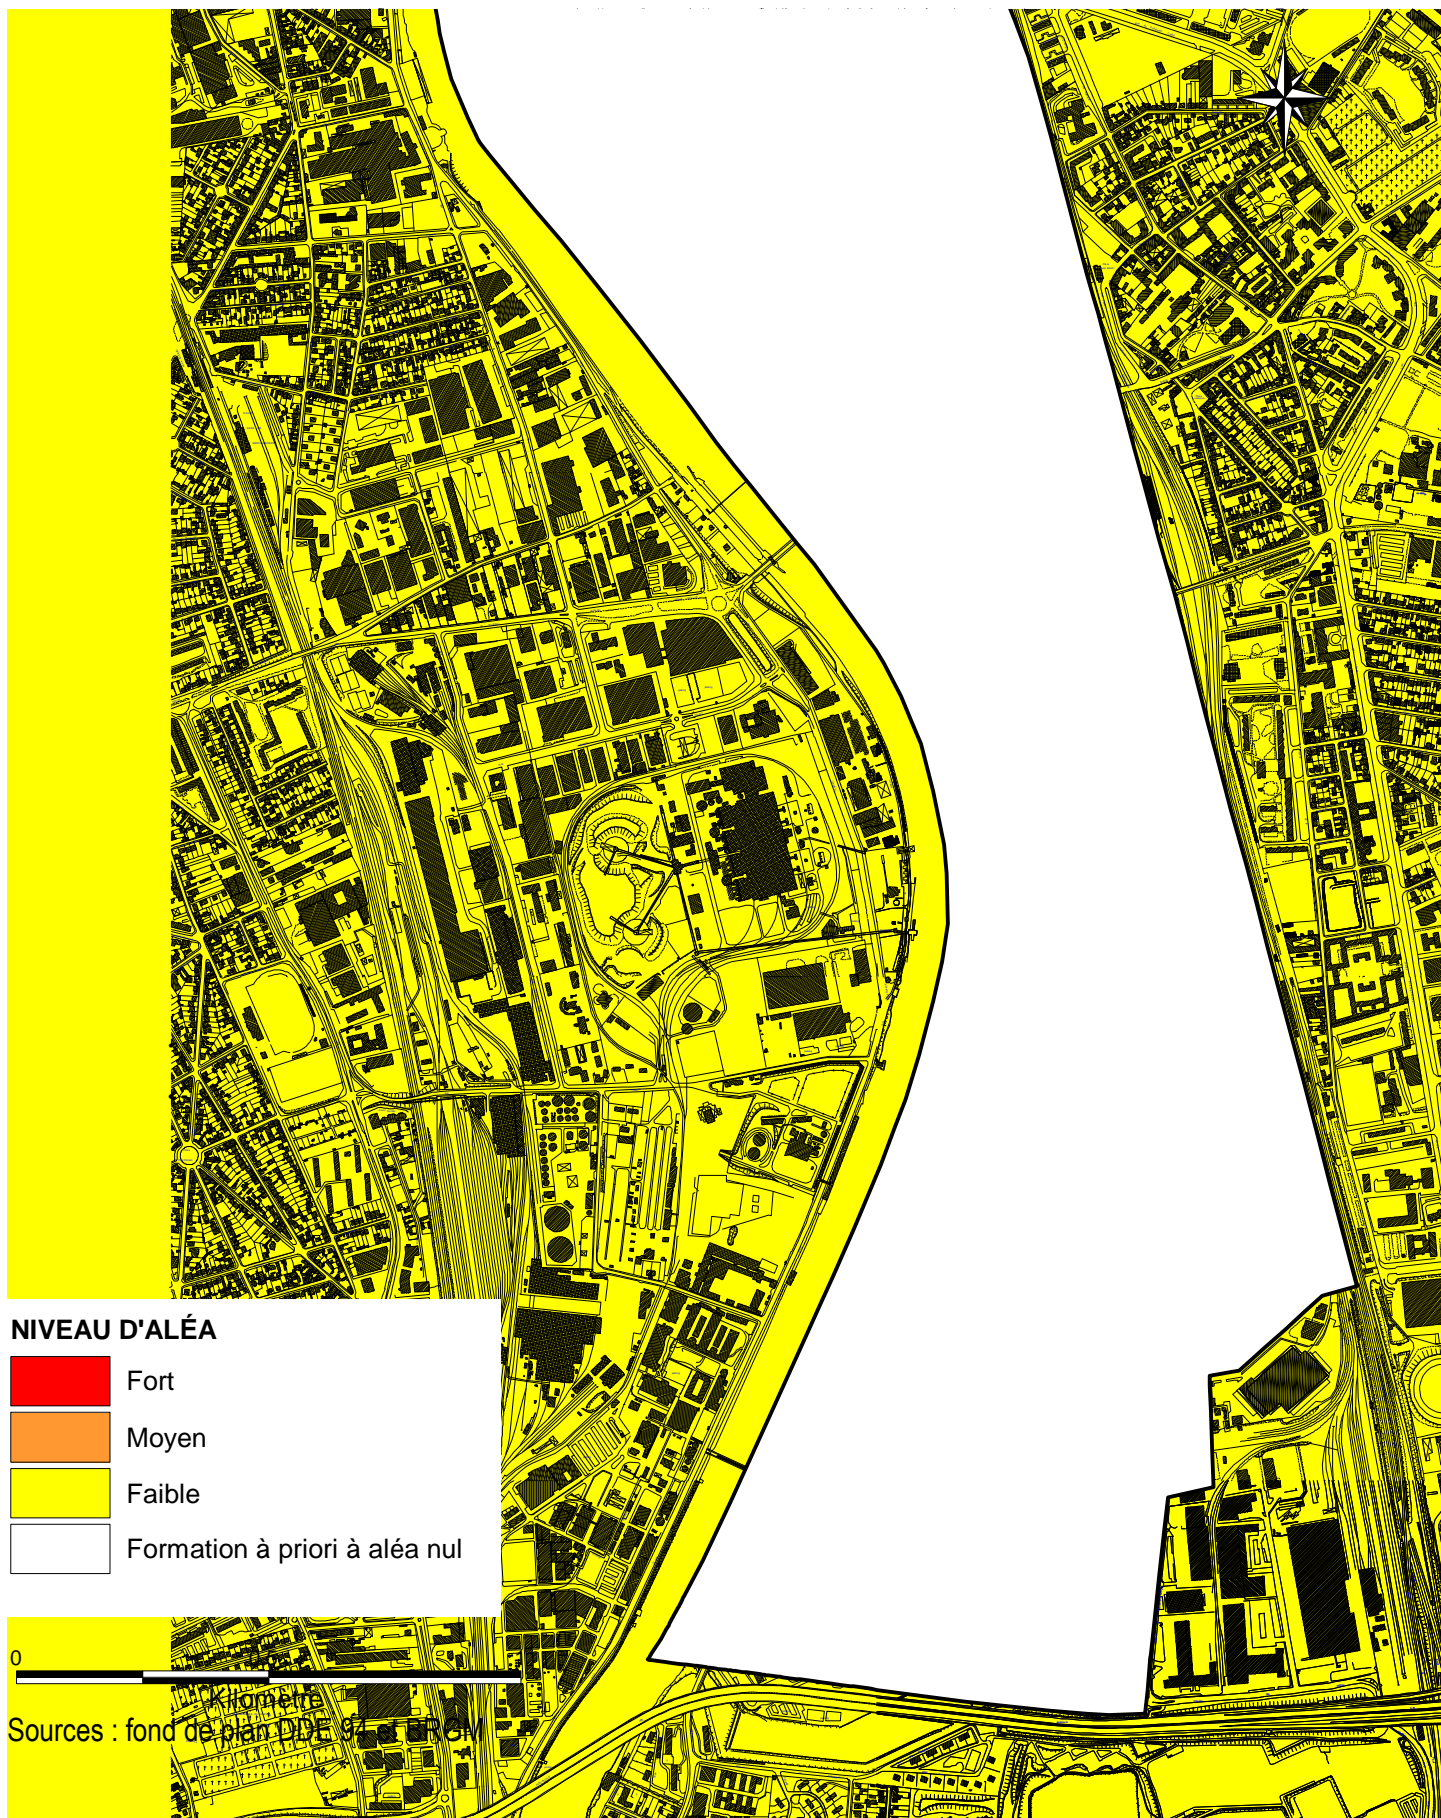 NIVEAU D'ALÉA
Fort
Moyen
Faible
Formation à priori à aléa nul
0
Kilomètre
Sources : fond de plan DDE 94 et BRGM